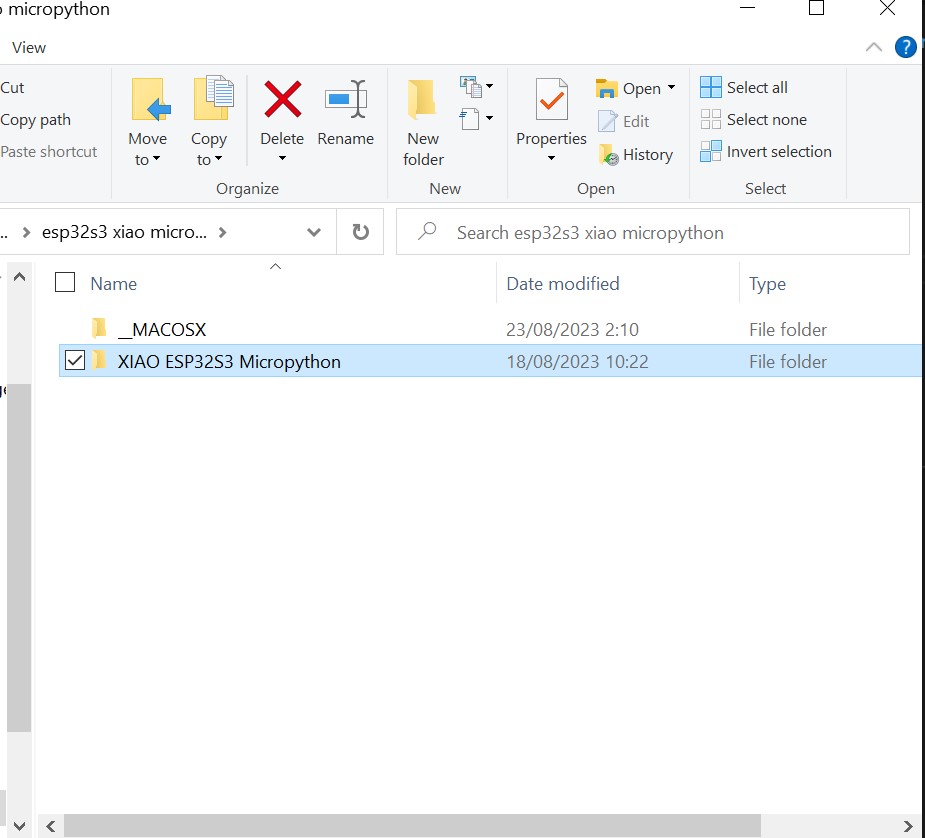 micropython
View
Cut
Copy path
Paste shortcut
Move to
Copy to
Delete
Rename
Organize
New folder
New
Properties
Open
Edit
History
Open
Select all
Select none
Invert selection
Select
.. > esp32s3 xiao micro... >
Search esp32s3 xiao micropython
Name Date modified Type
__MACOSX 23/08/2023 2:10 File folder
XIAO ESP32S3 Micropython 18/08/2023 10:22 File folder